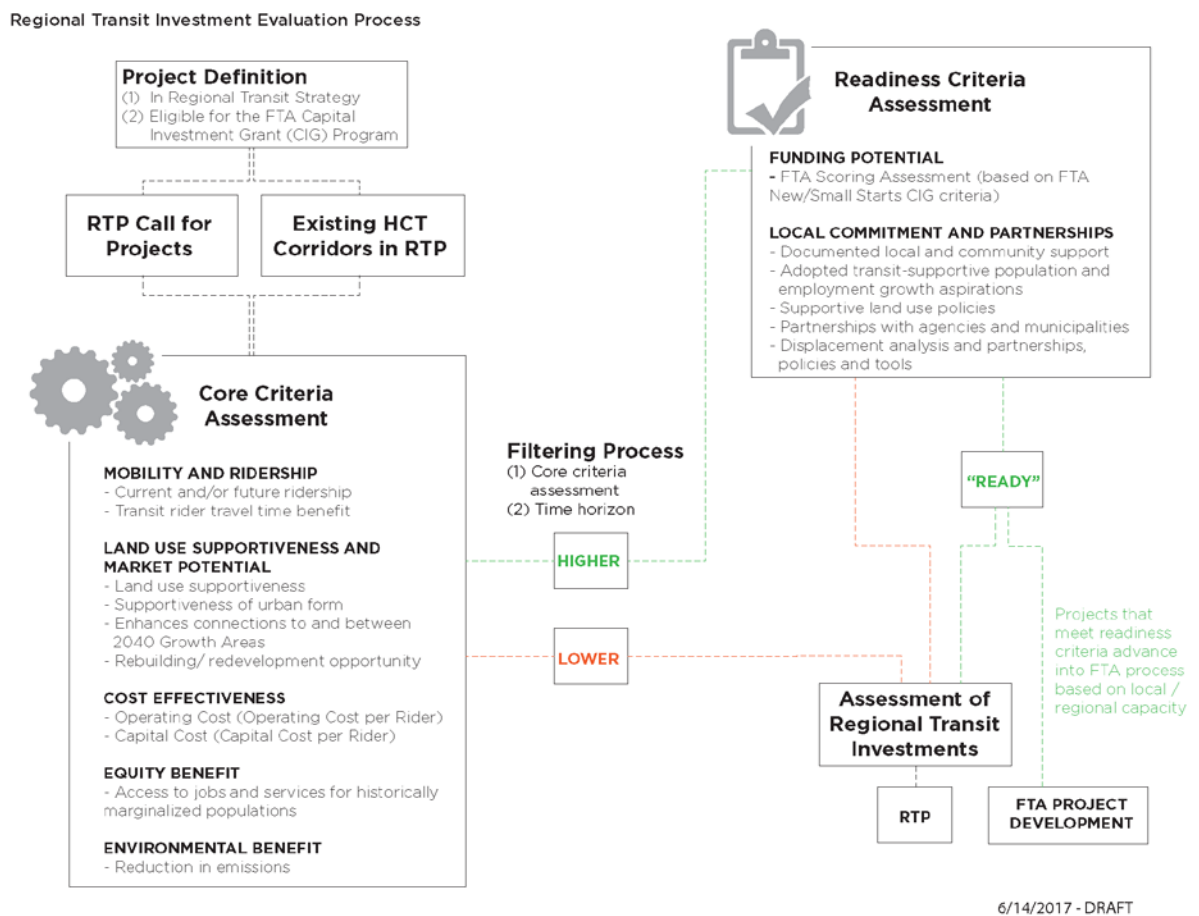 Regional Transit Investment Evaluation Process
Project Definition
(1) In Regional Transit Strategy
(2) Eligible for the FTA Capital
Investment Grant (CIG) Program
RTP Call for
Projects
Existing HCT
Corridors in RTP
Core Criteria
Assessment
MOBILITY AND RIDERSHIP
- Current and/or future ridership
- Transit rider travel time benefit
LAND USE SUPPORTIVENESS AND
MARKET POTENTIAL
- Land use supportiveness
- Supportiveness of urban form
- Enhances connections to and between
2040 Growth Areas
- Rebuilding/ redevelopment opportunity
COST EFFECTIVENESS
- Operating Cost (Operating Cost per Rider)
- Capital Cost (Capital Cost per Rider)
EQUITY BENEFIT
- Access to jobs and services for historically
marginalized populations
ENVIRONMENTAL BENEFIT
- Reduction in emissions
Filtering Process
(1) Core criteria
assessment
(2) Time horizon
HIGHER
LOWER
Readiness Criteria
Assessment
FUNDING POTENTIAL
- FTA Scoring Assessment (based on FTA
New/Small Starts CIG criteria)
LOCAL COMMITMENT AND PARTNERSHIPS
- Documented local and community support
- Adopted transit-supportive population and
employment growth aspirations
- Supportive land use policies
- Partnerships with agencies and municipalities
- Displacement analysis and partnerships,
policies and tools
“READY”
Projects that
meet readiness
criteria advance
into FTA process
based on local /
regional capacity
Assessment of
Regional Transit
Investments
RTP
FTA PROJECT
DEVELOPMENT
6/14/2017 - DRAFT